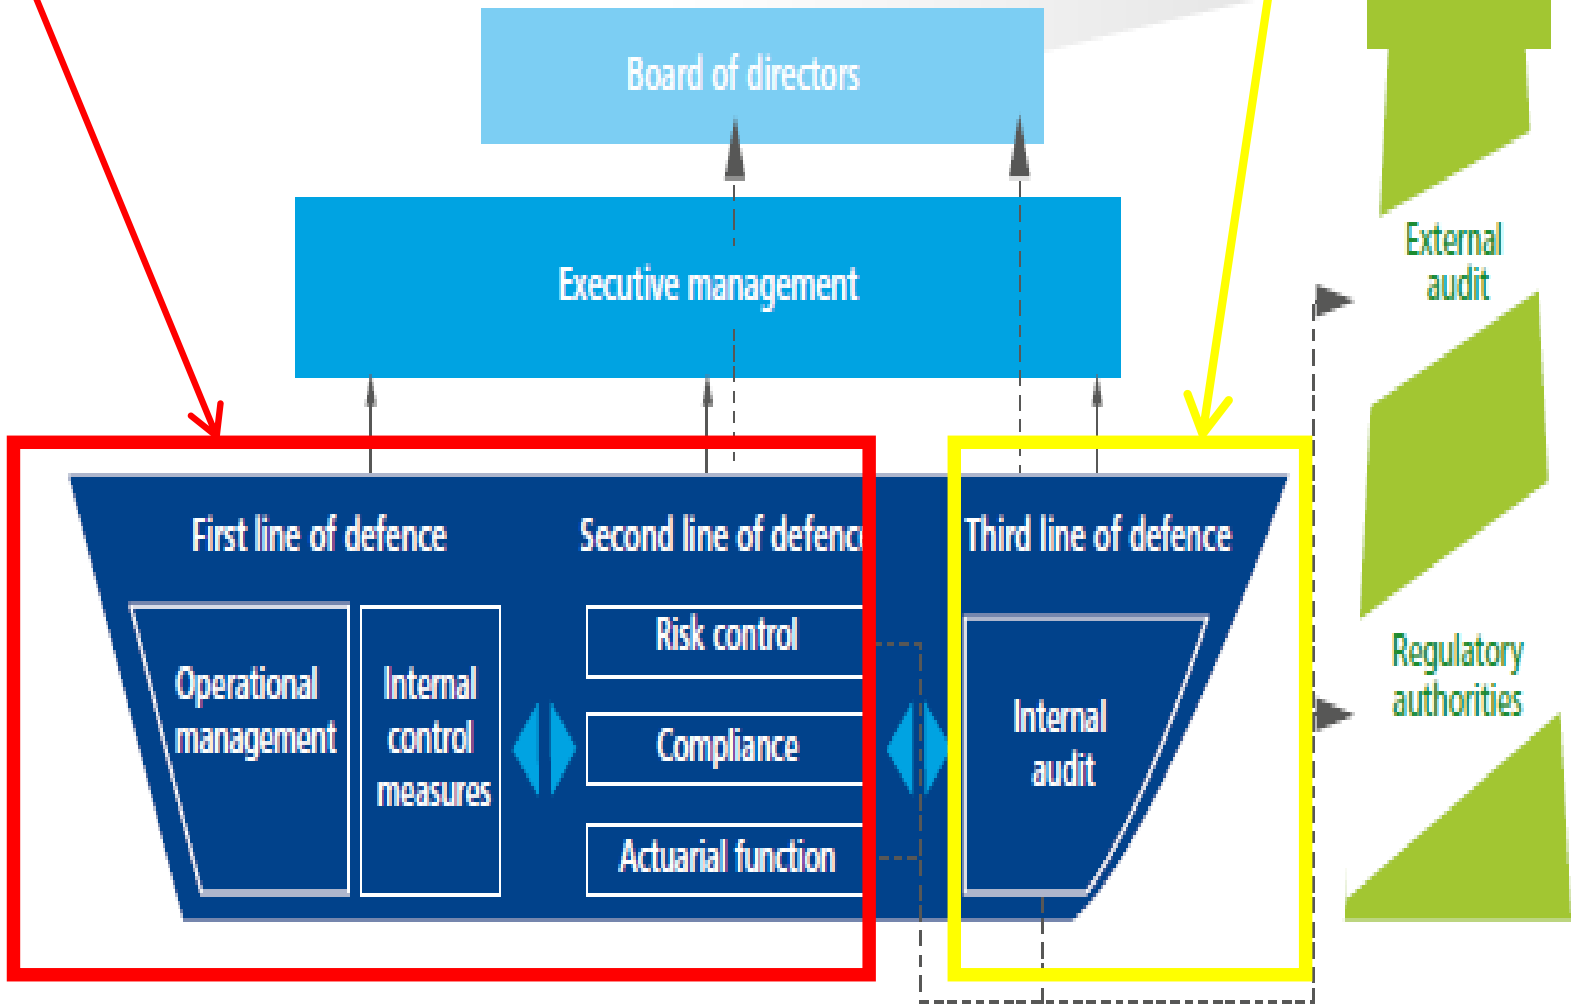 Board of directors
Executive management
First line of defence
Second line of defence
Third line of defence
Operational
management
Internal
control
measures
Risk control
Compliance
Actuarial function
Internal
audit
External
audit
Regulatory
authorities